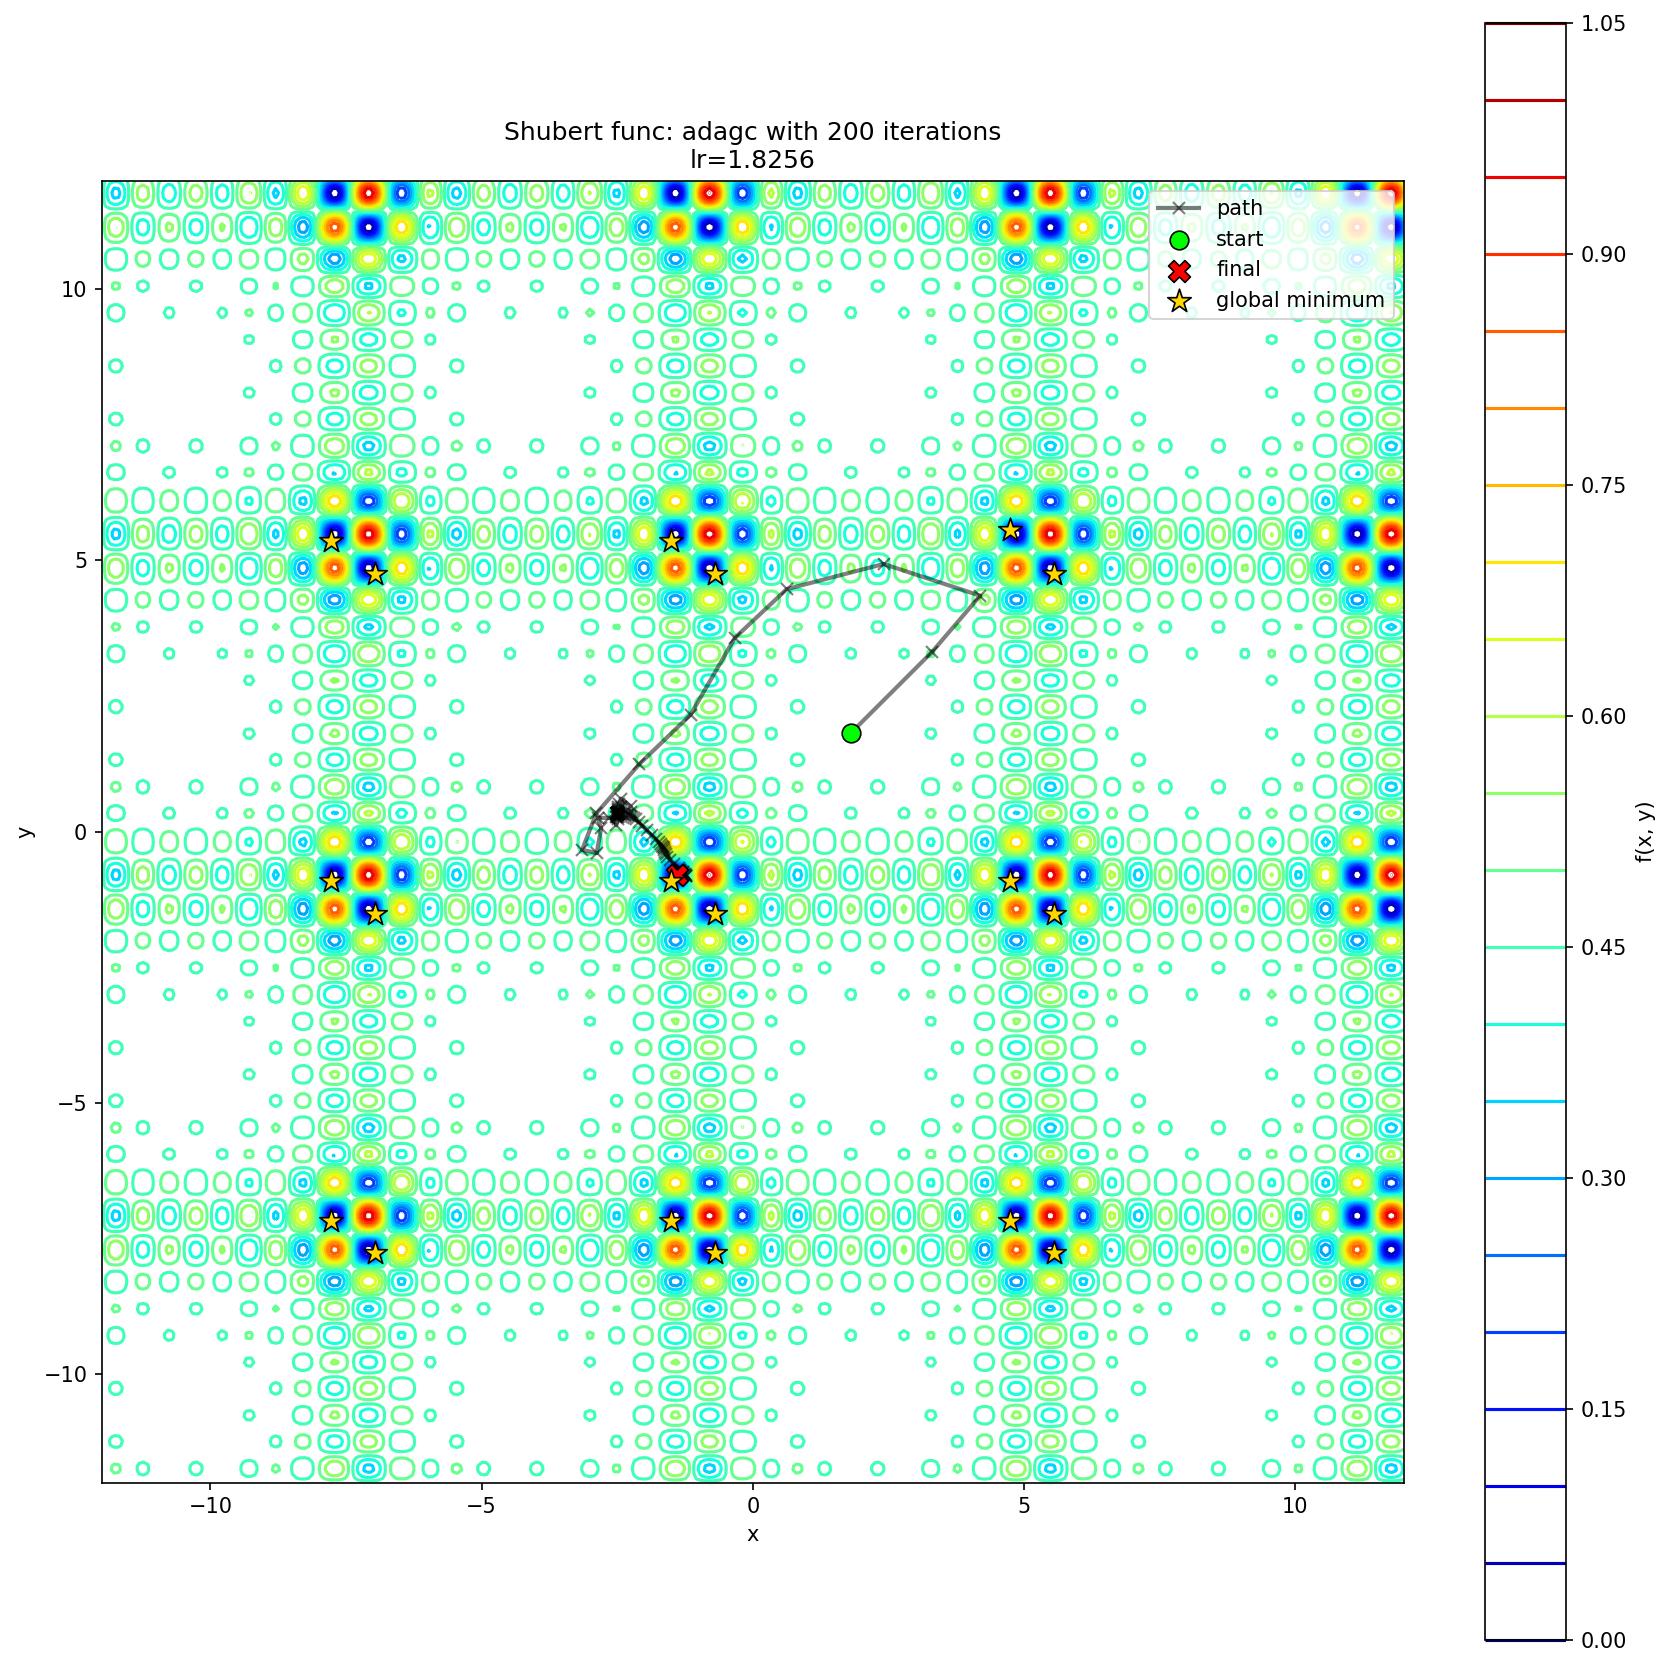 Shubert func: adagc with 200 iterations
lr=1.8256
path
start
final
global minimum
10
5
0
−5
−10
y
−10
−5
0
5
10
x
1.05
0.90
0.75
0.60
0.45
0.30
0.15
0.00
f(x, y)